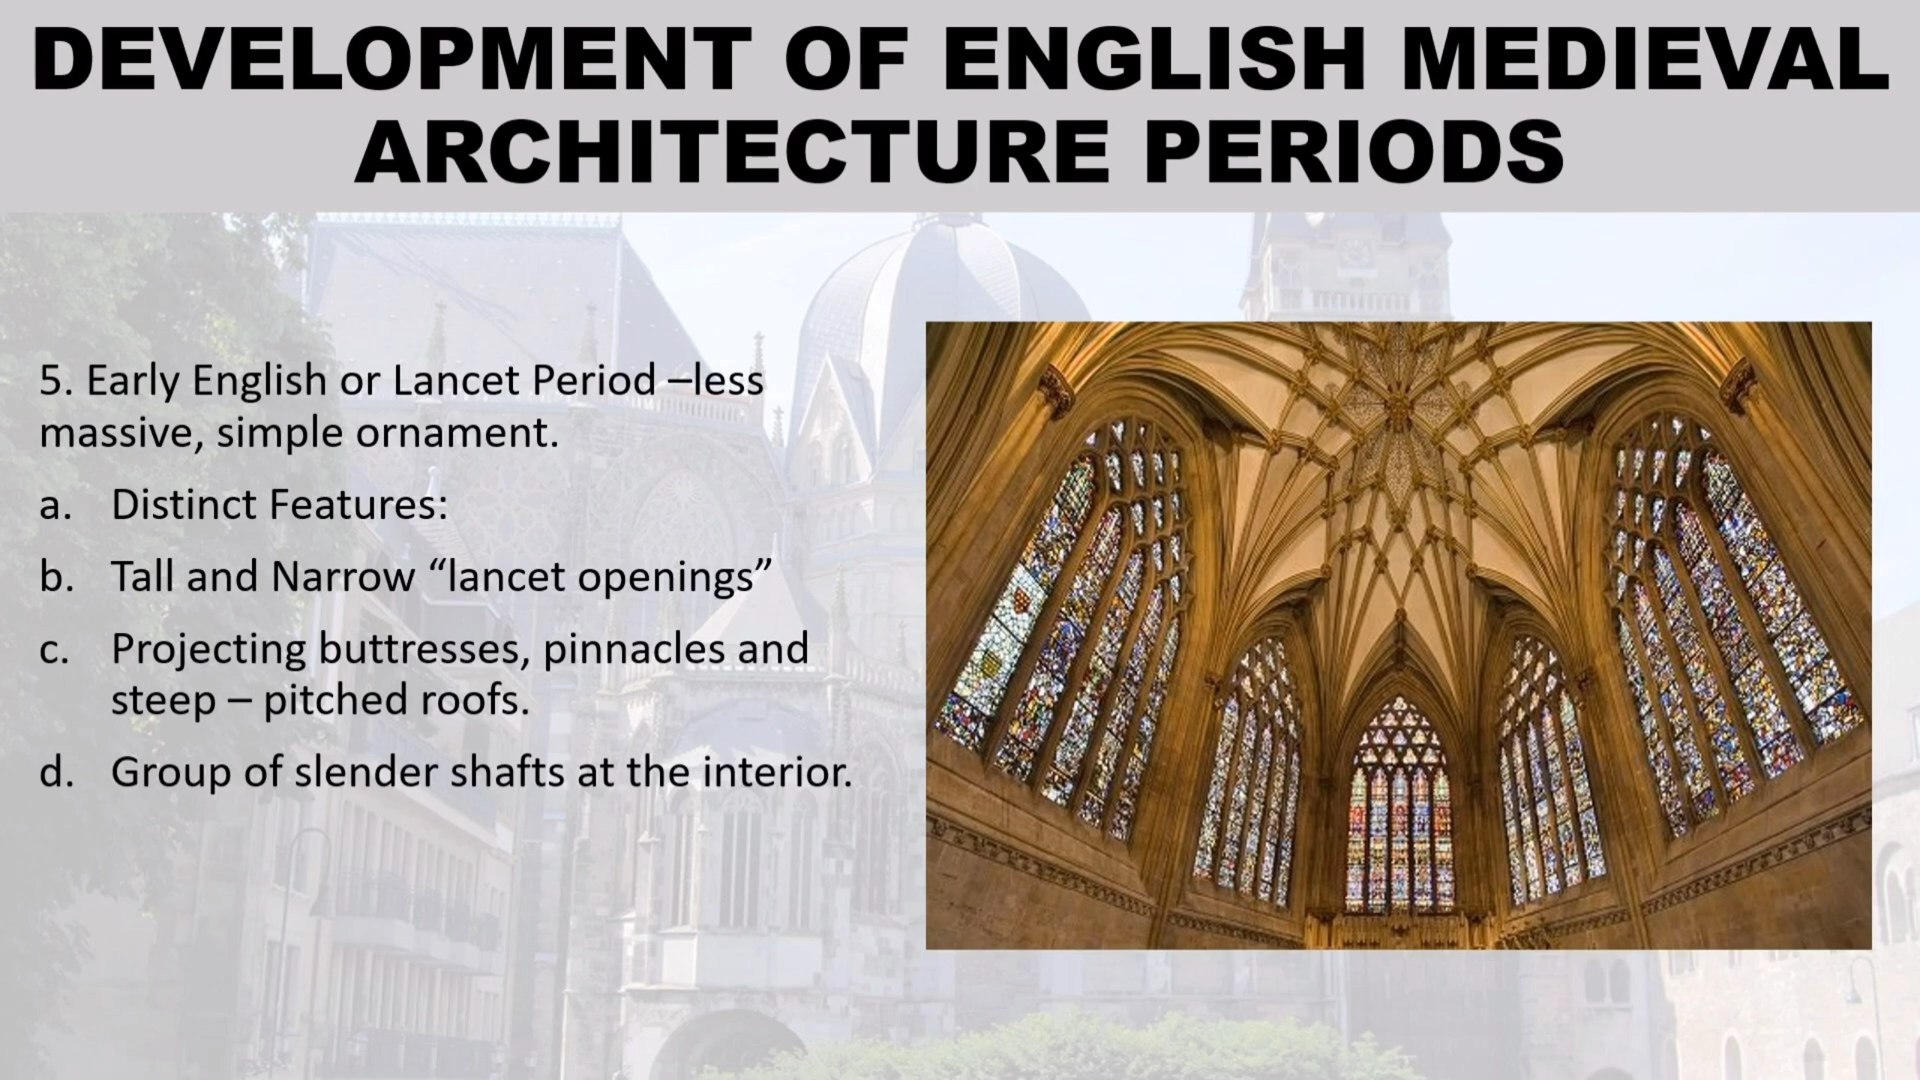 DEVELOPMENT OF ENGLISH MEDIEVAL
ARCHITECTURE PERIODS
5. Early English or Lancet Period –less
massive, simple ornament.
a. Distinct Features:
b. Tall and Narrow “lancet openings”
c. Projecting buttresses, pinnacles and
steep – pitched roofs.
d. Group of slender shafts at the interior.